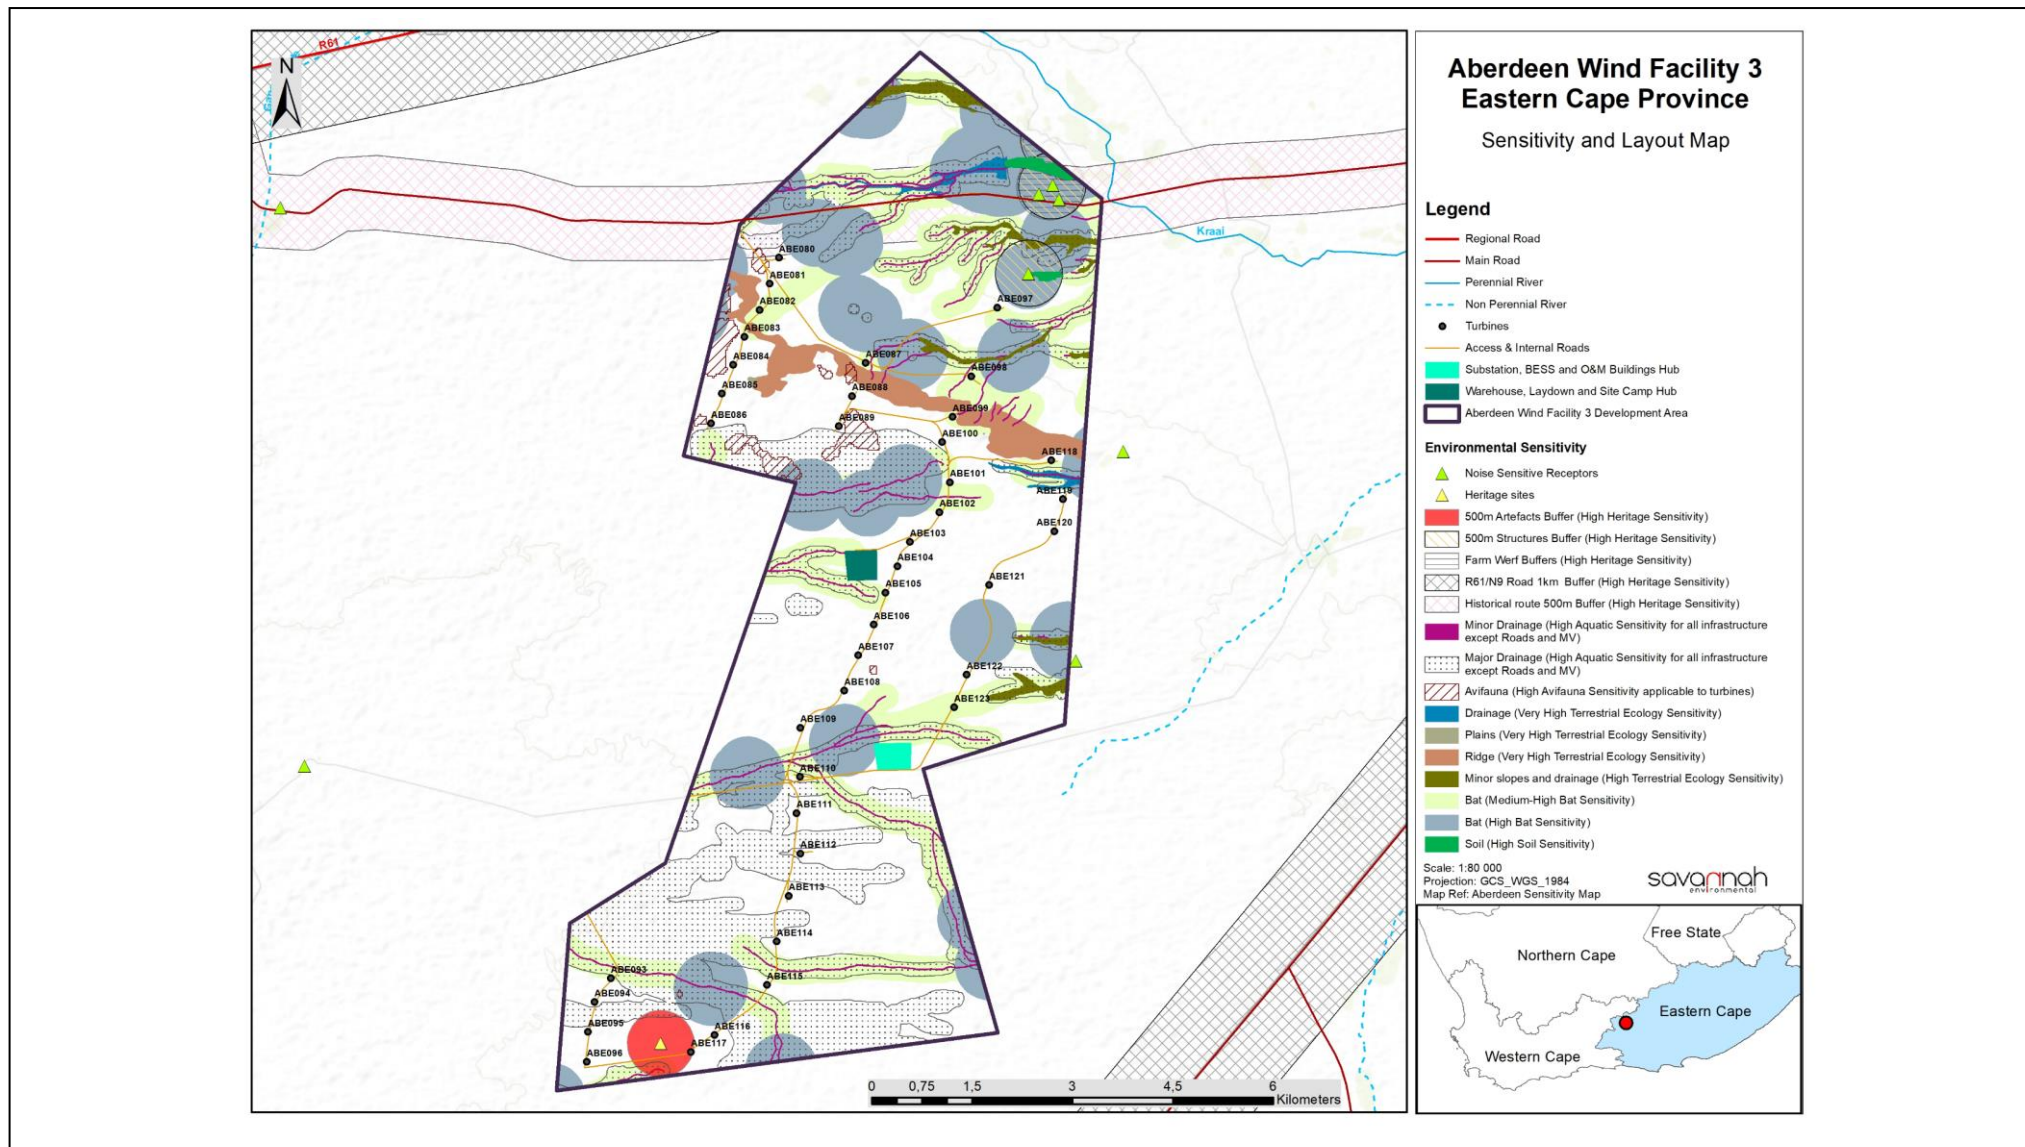 R61
N
Kraai
ABE080
ABE081
ABE082
ABE083
ABE084
ABE085
ABE086
ABE087
ABE088
ABE089
ABE097
ABE098
ABE099
ABE100
ABE101
ABE102
ABE103
ABE104
ABE105
ABE106
ABE107
ABE108
ABE109
ABE110
ABE111
ABE112
ABE113
ABE114
ABE115
ABE116
ABE117
ABE118
ABE119
ABE120
ABE121
ABE122
ABE123
ABE093
ABE094
ABE095
ABE096
0 0,75 1,5 3 4,5 6
Kilometers
Aberdeen Wind Facility 3
Eastern Cape Province
Sensitivity and Layout Map
Legend
Regional Road
Main Road
Perennial River
Non Perennial River
Turbines
Access & Internal Roads
Substation, BESS and O&M Buildings Hub
Warehouse, Laydown and Site Camp Hub
Aberdeen Wind Facility 3 Development Area
Environmental Sensitivity
Noise Sensitive Receptors
Heritage sites
500m Artefacts Buffer (High Heritage Sensitivity)
500m Structures Buffer (High Heritage Sensitivity)
Farm Werf Buffers (High Heritage Sensitivity)
R61/N9 Road 1km Buffer (High Heritage Sensitivity)
Historical route 500m Buffer (High Heritage Sensitivity)
Minor Drainage (High Aquatic Sensitivity for all infrastructure
except Roads and MV)
Major Drainage (High Aquatic Sensitivity for all infrastructure
except Roads and MV)
Avifauna (High Avifauna Sensitivity applicable to turbines)
Drainage (Very High Terrestrial Ecology Sensitivity)
Plains (Very High Terrestrial Ecology Sensitivity)
Ridge (Very High Terrestrial Ecology Sensitivity)
Minor slopes and drainage (High Terrestrial Ecology Sensitivity)
Bat (Medium-High Bat Sensitivity)
Bat (High Bat Sensitivity)
Soil (High Soil Sensitivity)
Scale: 1:80 000
Projection: GCS_WGS_1984
Map Ref: Aberdeen Sensitivity Map
savannah
environmental
Free State
Northern Cape
Eastern Cape
Western Cape